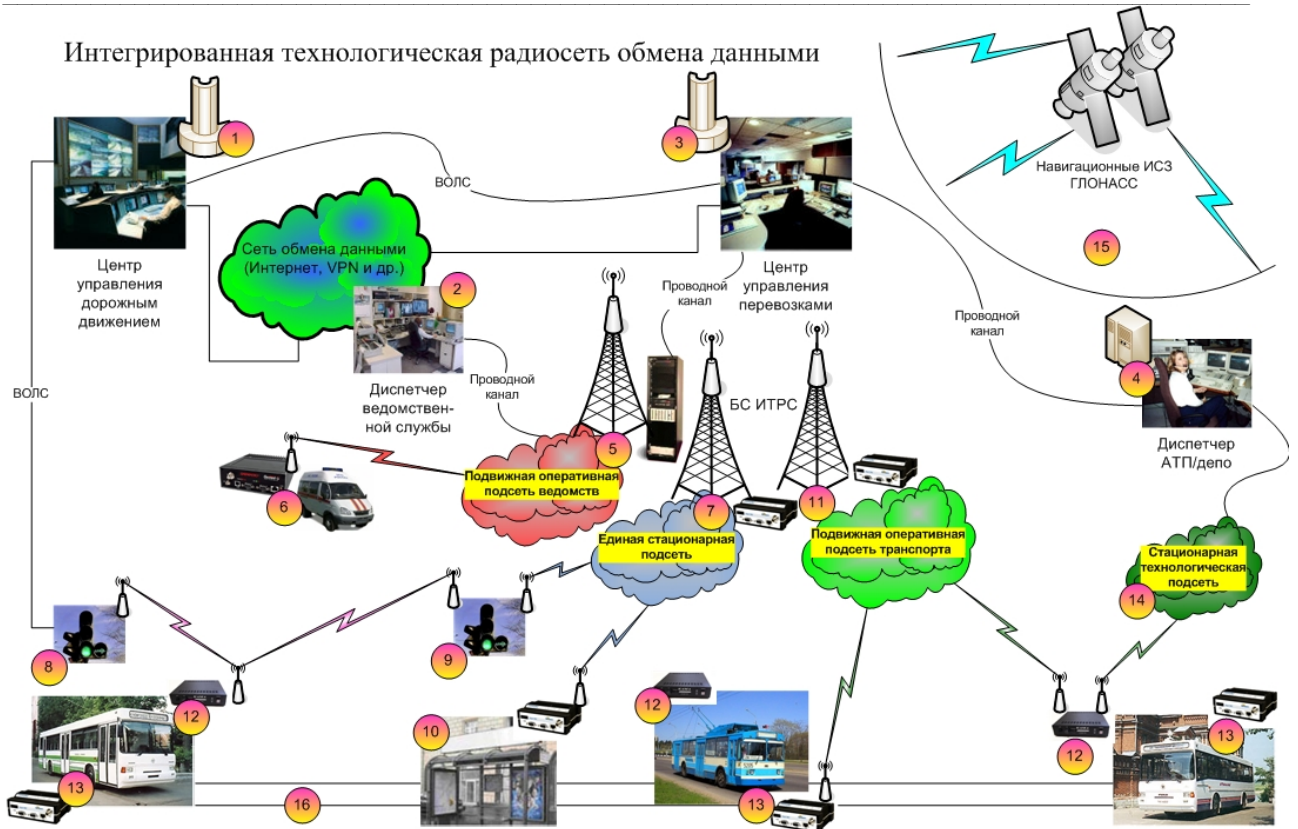 Интегрированная технологическая радиосеть обмена данными
1
3
ВОЛС
Навигационные ИСЗ
ГЛОНАСС
15
Сеть обмена данными
(Интернет, VPN и др.)
Центр
управления
дорожным
движением
2
Проводной
канал
Центр
управления
перевозками
Проводной
канал
4
ВОЛС
Диспетчер
ведомствен-
ной службы
Проводной
канал
БС ИТРС
Диспетчер
АТП/депо
5
6
Подвижная оперативная
подсеть ведомств
7
11
Единая стационарная
подсеть
Подвижная оперативная
подсеть транспорта
Стационарная
технологическая
подсеть
14
8
9
12
10
12
12
13
13
16
13